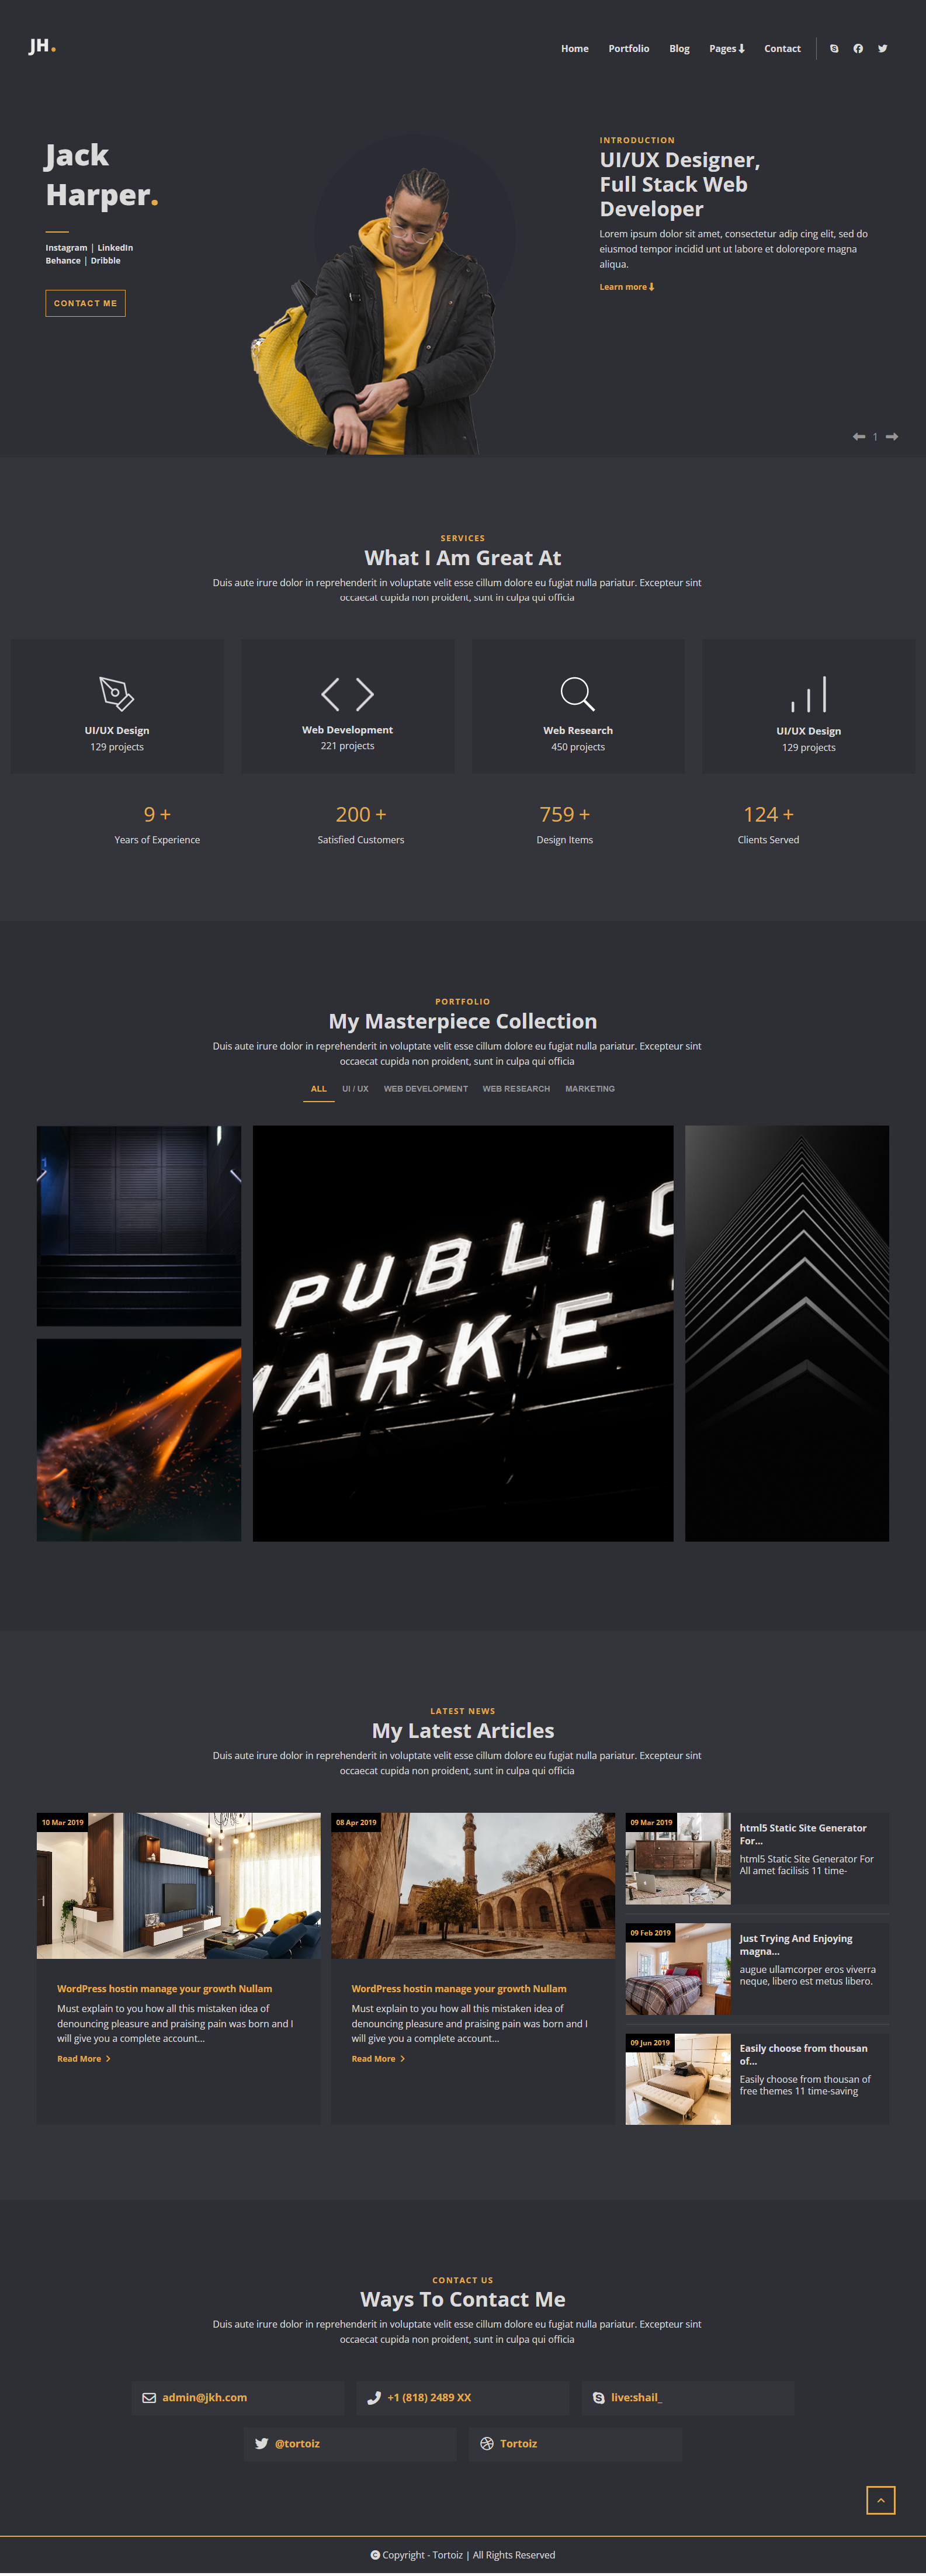 JH.
Home Portfolio Blog Pages Contact
Jack
Harper.
Instagram | LinkedIn
Behance | Dribble
CONTACT ME
INTRODUCTION
UI/UX Designer,
Full Stack Web
Developer
Lorem ipsum dolor sit amet, consectetur adip cing elit, sed do
eiusmod tempor incidid unt ut labore et dolorepore magna
aliqua.
Learn more
1
SERVICES
What I Am Great At
Duis aute irure dolor in reprehenderit in voluptate velit esse cillum dolore eu fugiat nulla pariatur. Excepteur sint
occaecat cupida non proident, sunt in culpa qui officia
UI/UX Design
129 projects
Web Development
221 projects
Web Research
450 projects
UI/UX Design
129 projects
9 +
Years of Experience
200 +
Satisfied Customers
759 +
Design Items
124 +
Clients Served
PORTFOLIO
My Masterpiece Collection
Duis aute irure dolor in reprehenderit in voluptate velit esse cillum dolore eu fugiat nulla pariatur. Excepteur sint
occaecat cupida non proident, sunt in culpa qui officia
ALL UI / UX WEB DEVELOPMENT WEB RESEARCH MARKETING
PUBLIC
MARKE
LATEST NEWS
My Latest Articles
Duis aute irure dolor in reprehenderit in voluptate velit esse cillum dolore eu fugiat nulla pariatur. Excepteur sint
occaecat cupida non proident, sunt in culpa qui officia
10 Mar 2019
WordPress hostin manage your growth Nullam
Must explain to you how all this mistaken idea of
denouncing pleasure and praising pain was born and I
will give you a complete account...
Read More
08 Apr 2019
WordPress hostin manage your growth Nullam
Must explain to you how all this mistaken idea of
denouncing pleasure and praising pain was born and I
will give you a complete account...
Read More
09 Mar 2019
html5 Static Site Generator
For...
html5 Static Site Generator For
All amet facilisis 11 time-
09 Feb 2019
Just Trying And Enjoying
magna...
augue ullamcorper eros viverra
neque, libero est metus libero.
09 Jun 2019
Easily choose from thousan
of...
Easily choose from thousan of
free themes 11 time-saving
CONTACT US
Ways To Contact Me
Duis aute irure dolor in reprehenderit in voluptate velit esse cillum dolore eu fugiat nulla pariatur. Excepteur sint
occaecat cupida non proident, sunt in culpa qui officia
admin@jkh.com
+1 (818) 2489 XX
live:shail_
@tortoiz
Tortoiz
Copyright - Tortoiz | All Rights Reserved